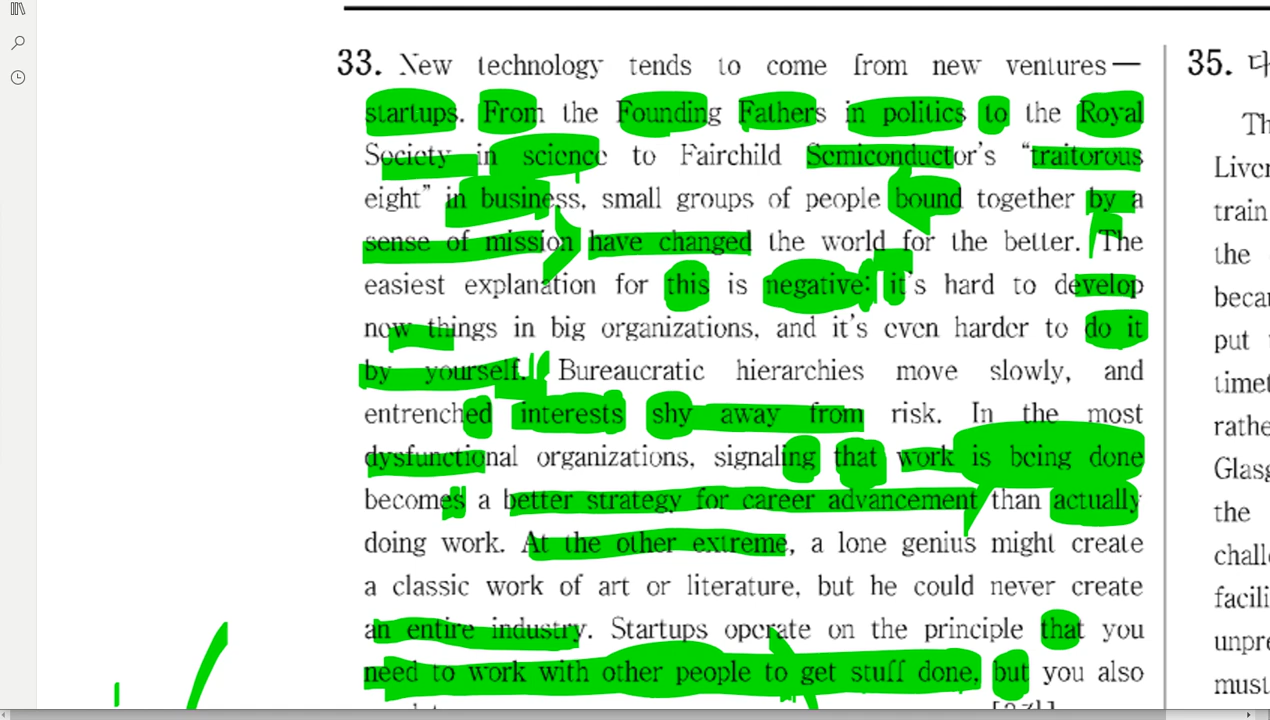 33. New technology tends to come from new ventures—
startups. From the Founding Fathers in politics to the Royal
Society in science to Fairchild Semiconductor's “traitorous
eight” in business, small groups of people bound together by a
sense of mission have changed the world for the better. The
easiest explanation for this is negative: it's hard to develop
new things in big organizations, and it's even harder to do it
by yourself. Bureaucratic hierarchies move slowly, and
entrenched interests shy away from risk. In the most
dysfunctional organizations, signaling that work is being done
becomes a better strategy for career advancement than actually
doing work. At the other extreme, a lone genius might create
a classic work of art or literature, but he could never create
an entire industry. Startups operate on the principle that you
need to work with other people to get stuff done, but you also
35.
Th
Liver
train
the
becau
put
timet
rathe
Glasg
the
challe
facili
unpre
must